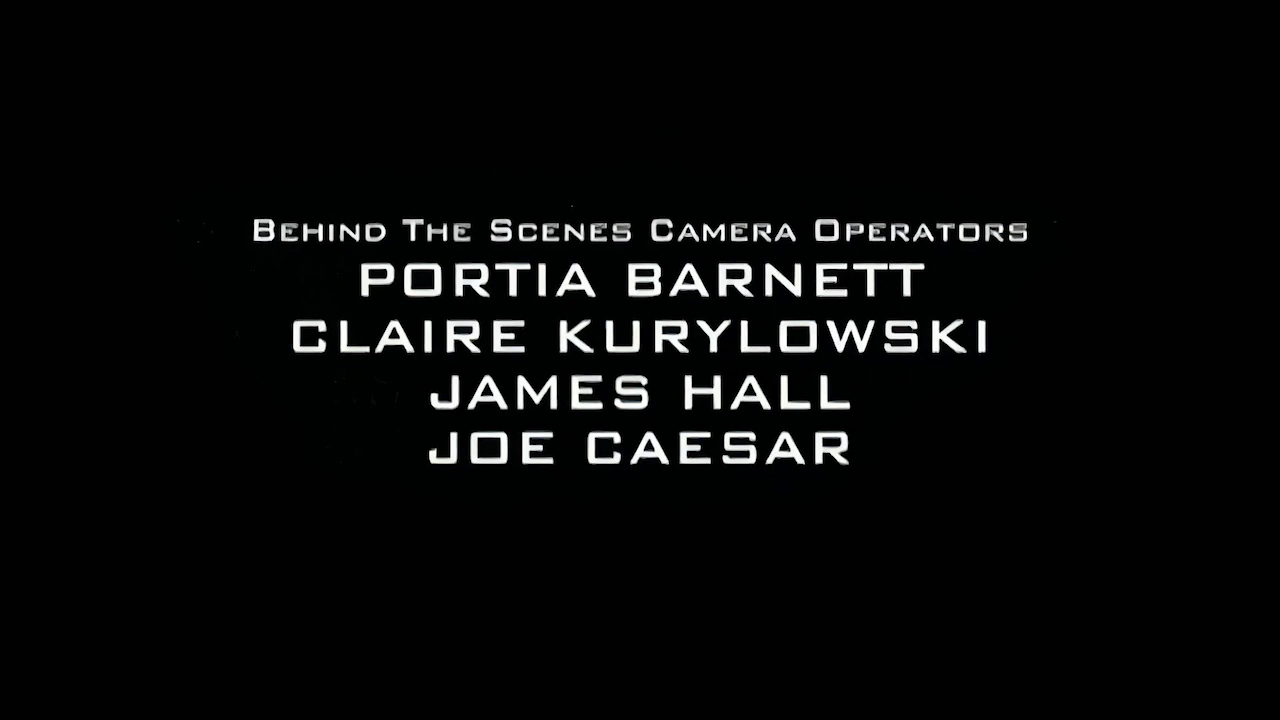 BEHIND THE SCENES CAMERA OPERATORS
PORTIA BARNETT
CLAIRE KURYLOWSKI
JAMES HALL
JOE CAESAR